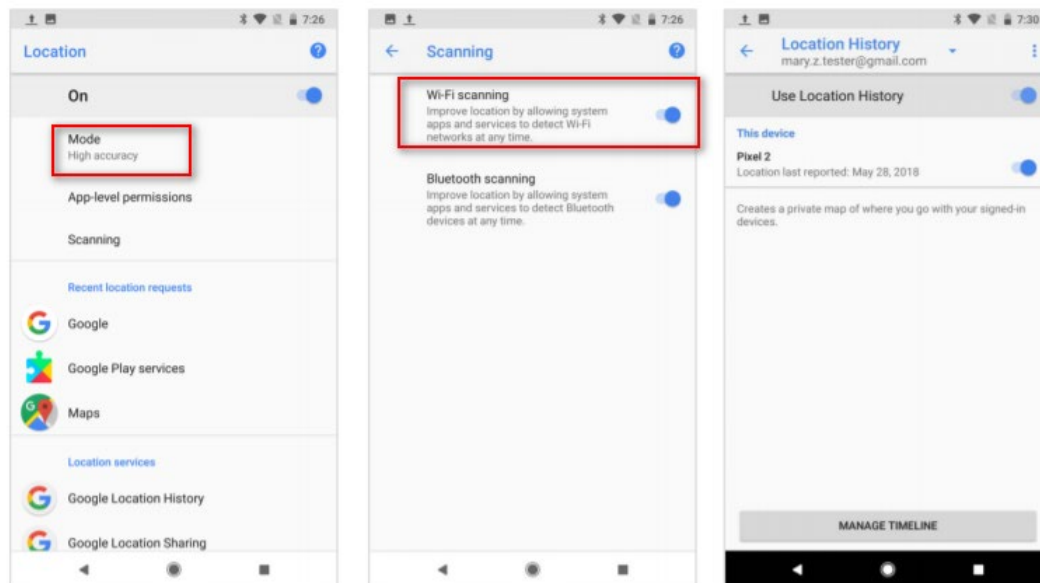 7:26
Location
On
Mode
High accuracy
App-level permissions
Scanning
Recent location requests
Google
Google Play services
Maps
Location services
Google Location History
Google Location Sharing
7:26
Scanning
Wi-Fi scanning
Improve location by allowing system
apps and services to detect Wi-Fi
networks at any time.
Bluetooth scanning
Improve location by allowing system
apps and services to detect Bluetooth
devices at any time.
7:30
Location History
mary.z.tester@gmail.com
Use Location History
This device
Pixel 2
Location last reported: May 28, 2018
Creates a private map of where you go with your signed-in
devices.
MANAGE TIMELINE